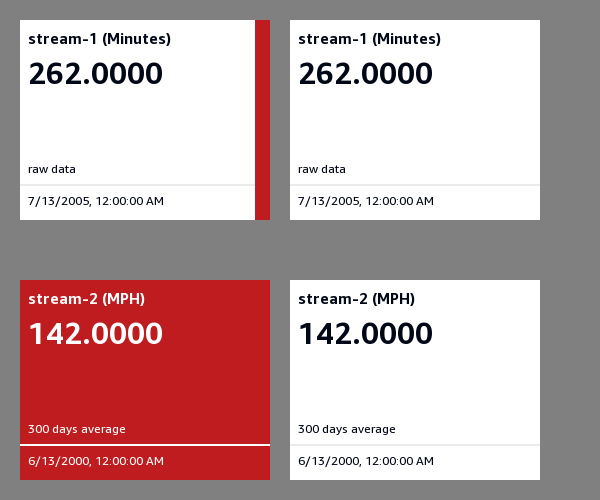 stream-1 (Minutes)
262.0000
raw data
7/13/2005, 12:00:00 AM
stream-1 (Minutes)
262.0000
raw data
7/13/2005, 12:00:00 AM
stream-2 (MPH)
142.0000
300 days average
6/13/2000, 12:00:00 AM
stream-2 (MPH)
142.0000
300 days average
6/13/2000, 12:00:00 AM